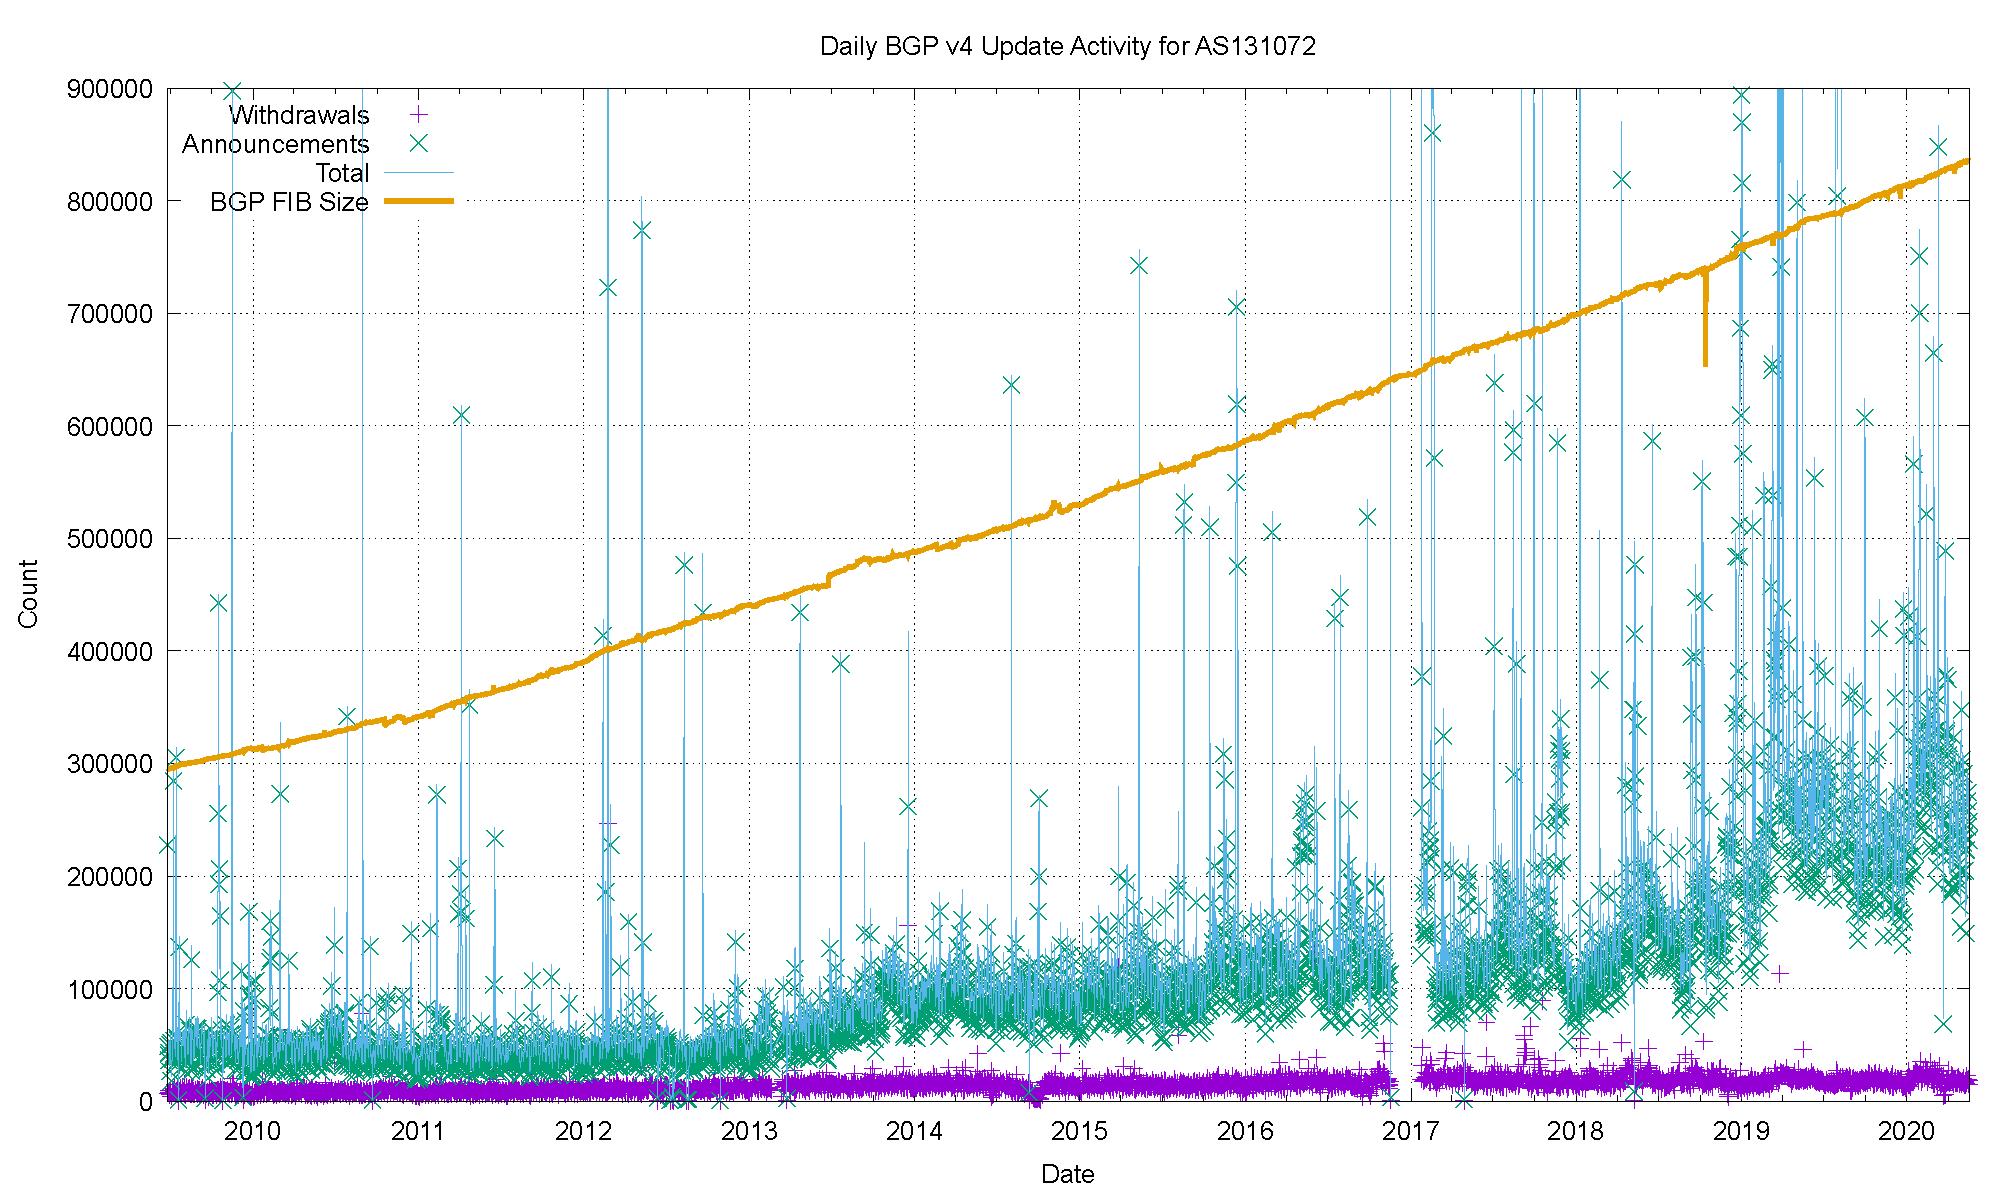 Daily BGP v4 Update Activity for AS131072
900000
800000
700000
600000
500000
400000
300000
200000
100000
0
Withdrawals
Announcements
Total
BGP FIB Size
Count
2010 2011 2012 2013 2014 2015 2016 2017 2018 2019 2020
Date